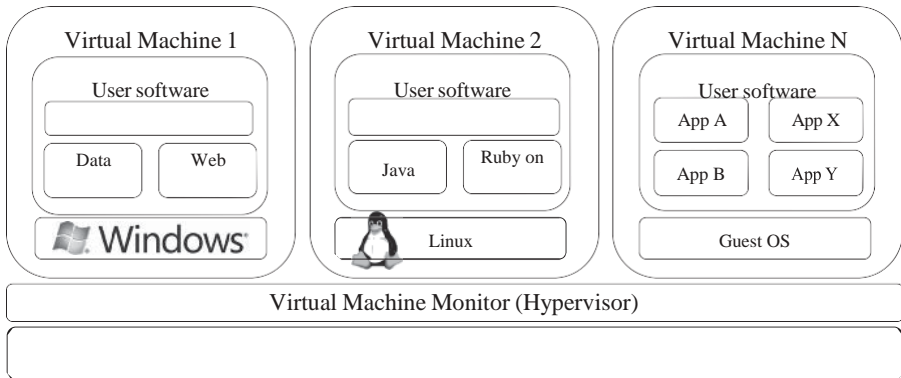 Virtual Machine 1
User software
Data
Web
Windows
Virtual Machine 2
User software
Java
Ruby on
Linux
Virtual Machine N
User software
App A
App X
App B
App Y
Guest OS
Virtual Machine Monitor (Hypervisor)